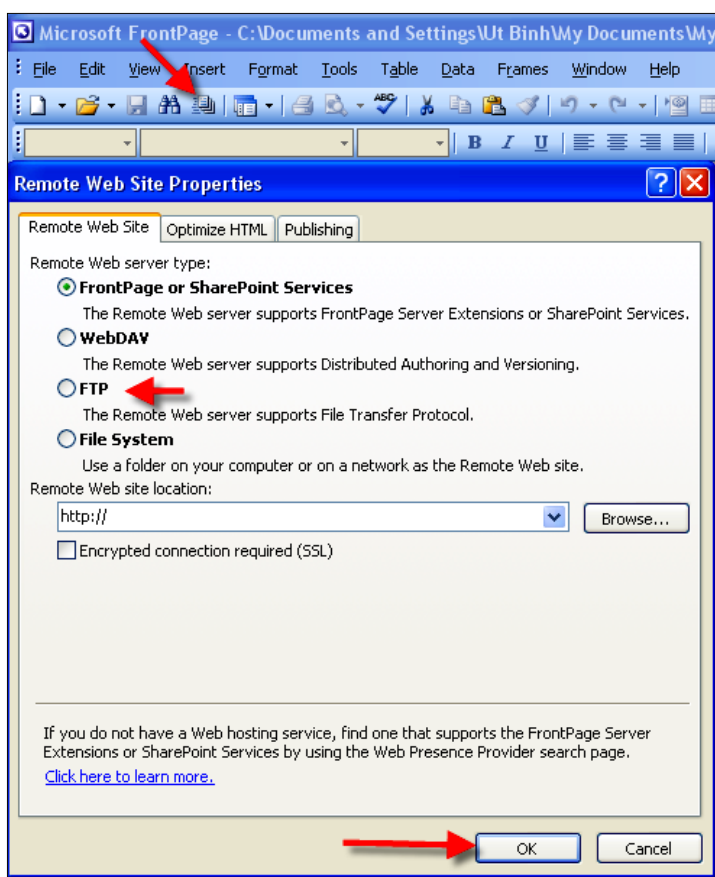 Microsoft FrontPage - C:\Documents and Settings\Ut Binh\My Documents\My
File Edit View Insert Format Tools Table Data Frames Window Help
ABC B I U
Remote Web Site Properties
Remote Web Site Optimize HTML Publishing
Remote Web server type:
FrontPage or SharePoint Services
The Remote Web server supports FrontPage Server Extensions or SharePoint Services.
WebDAV
The Remote Web server supports Distributed Authoring and Versioning.
FTP
The Remote Web server supports File Transfer Protocol.
File System
Use a folder on your computer or on a network as the Remote Web site.
Remote Web site location:
http:// Browse...
Encrypted connection required (SSL)
If you do not have a Web hosting service, find one that supports the FrontPage Server
Extensions or SharePoint Services by using the Web Presence Provider search page.
Click here to learn more.
OK Cancel